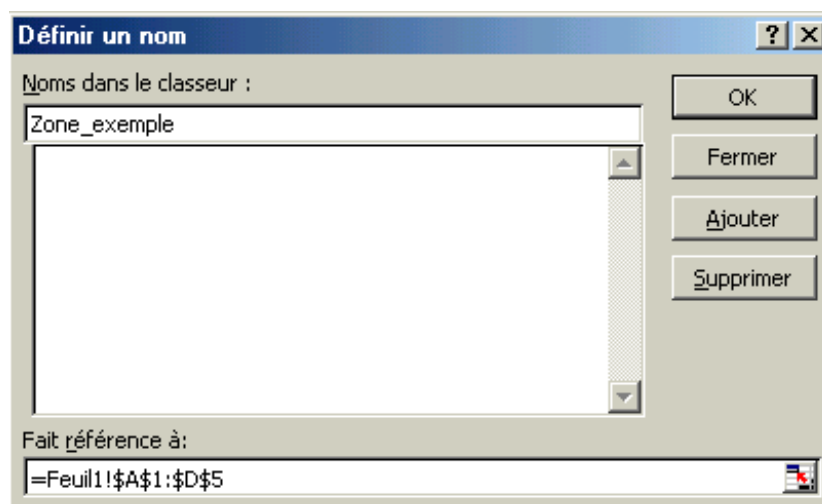 Définir un nom
Noms dans le classeur :
Zone_exemple
OK
Fermer
Ajouter
Supprimer
Fait référence à:
=Feuil1!$A$1:$D$5